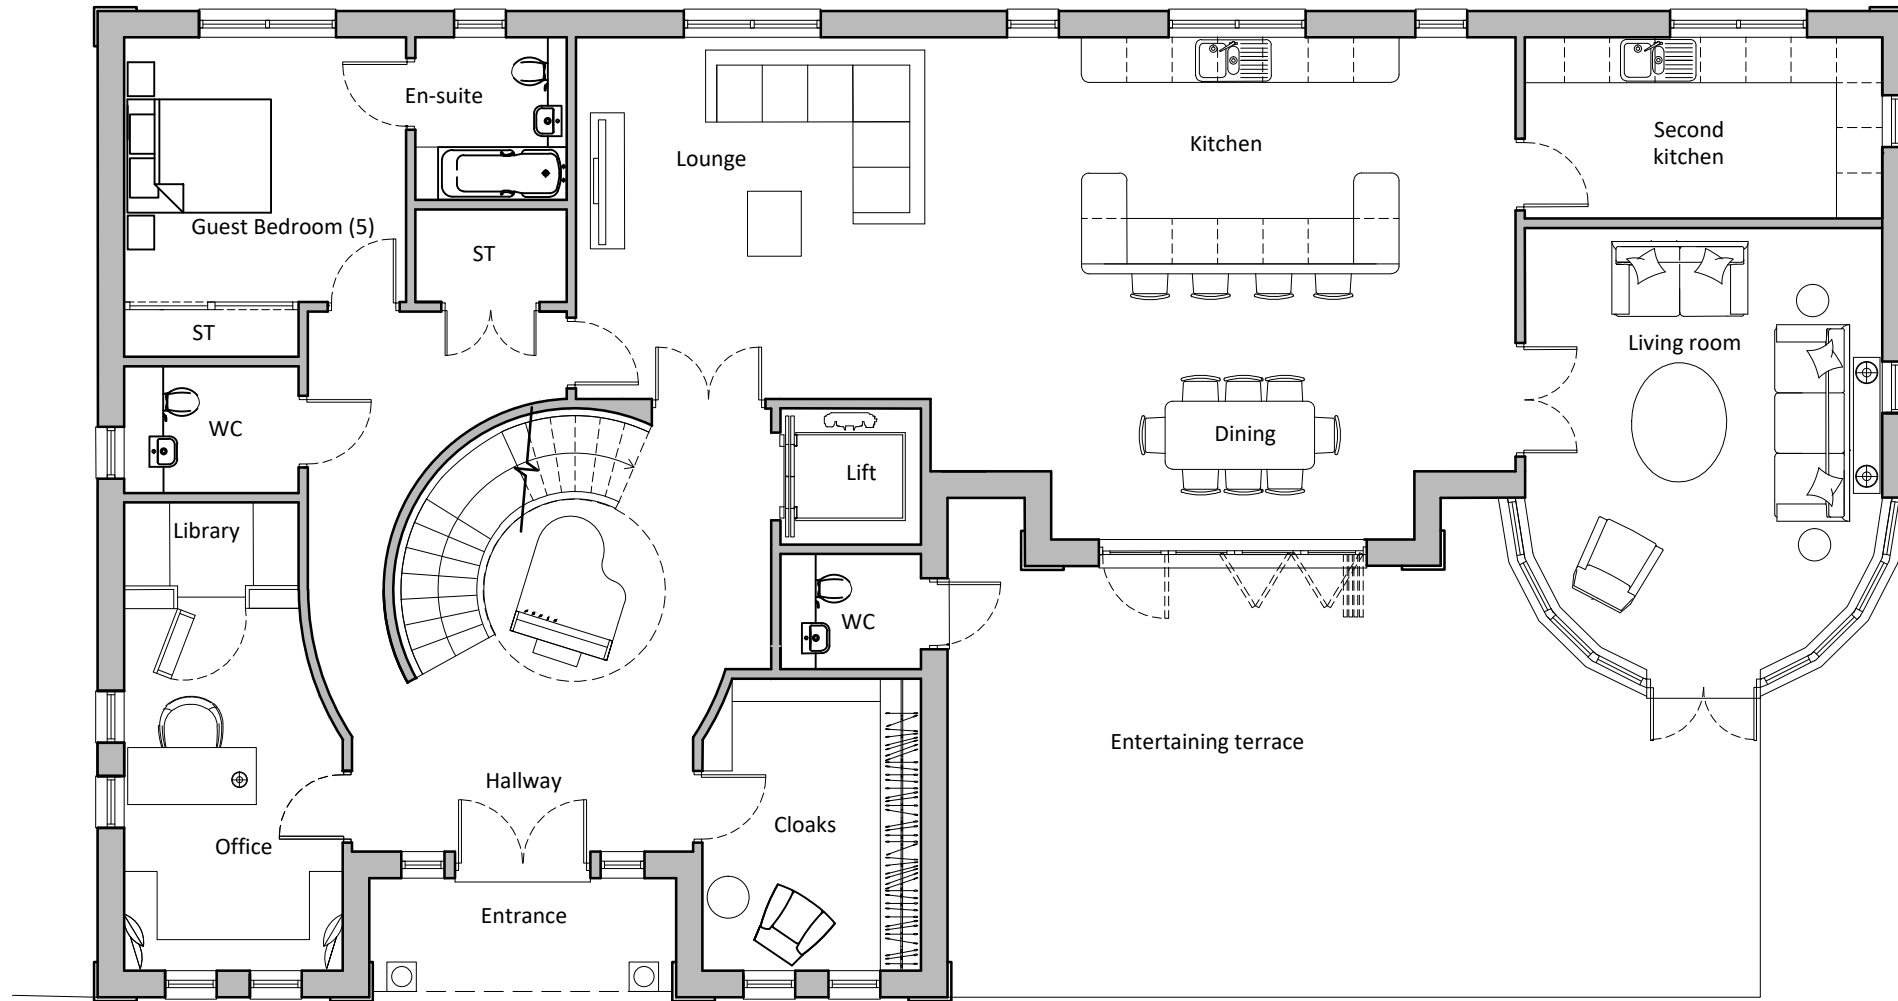 En-suite
Lounge
Kitchen
Second
kitchen
Guest Bedroom (5)
ST
ST
Living room
WC
Dining
Lift
Library
WC
Entertaining terrace
Hallway
Cloaks
Office
Entrance